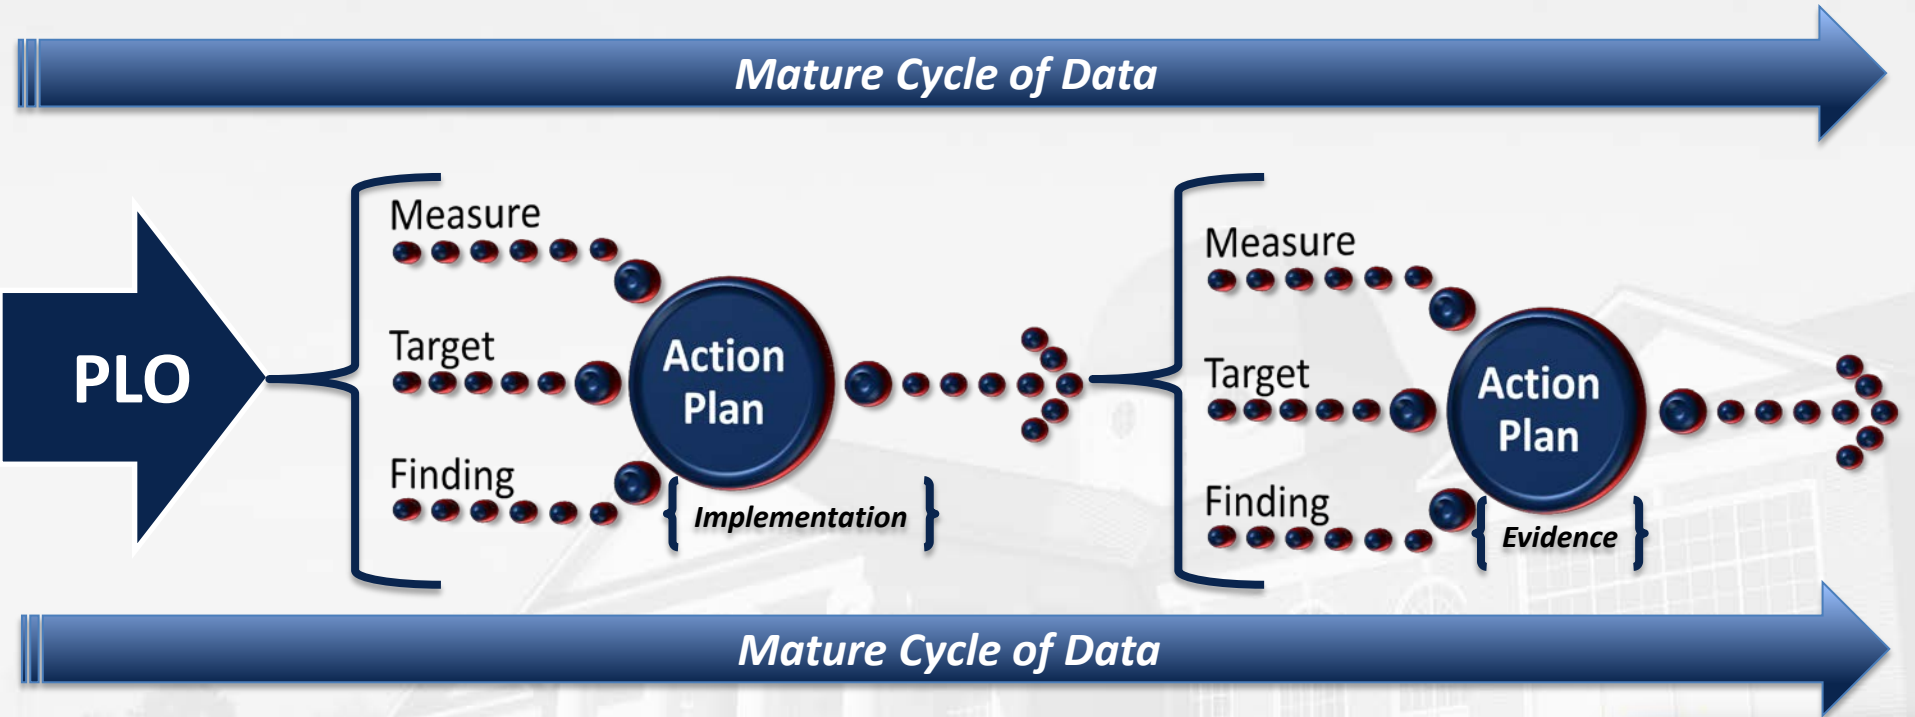 Mature Cycle of Data
PLO
Measure
Target
Finding
Action
Plan
Implementation
Measure
Target
Finding
Action
Plan
Evidence
Mature Cycle of Data